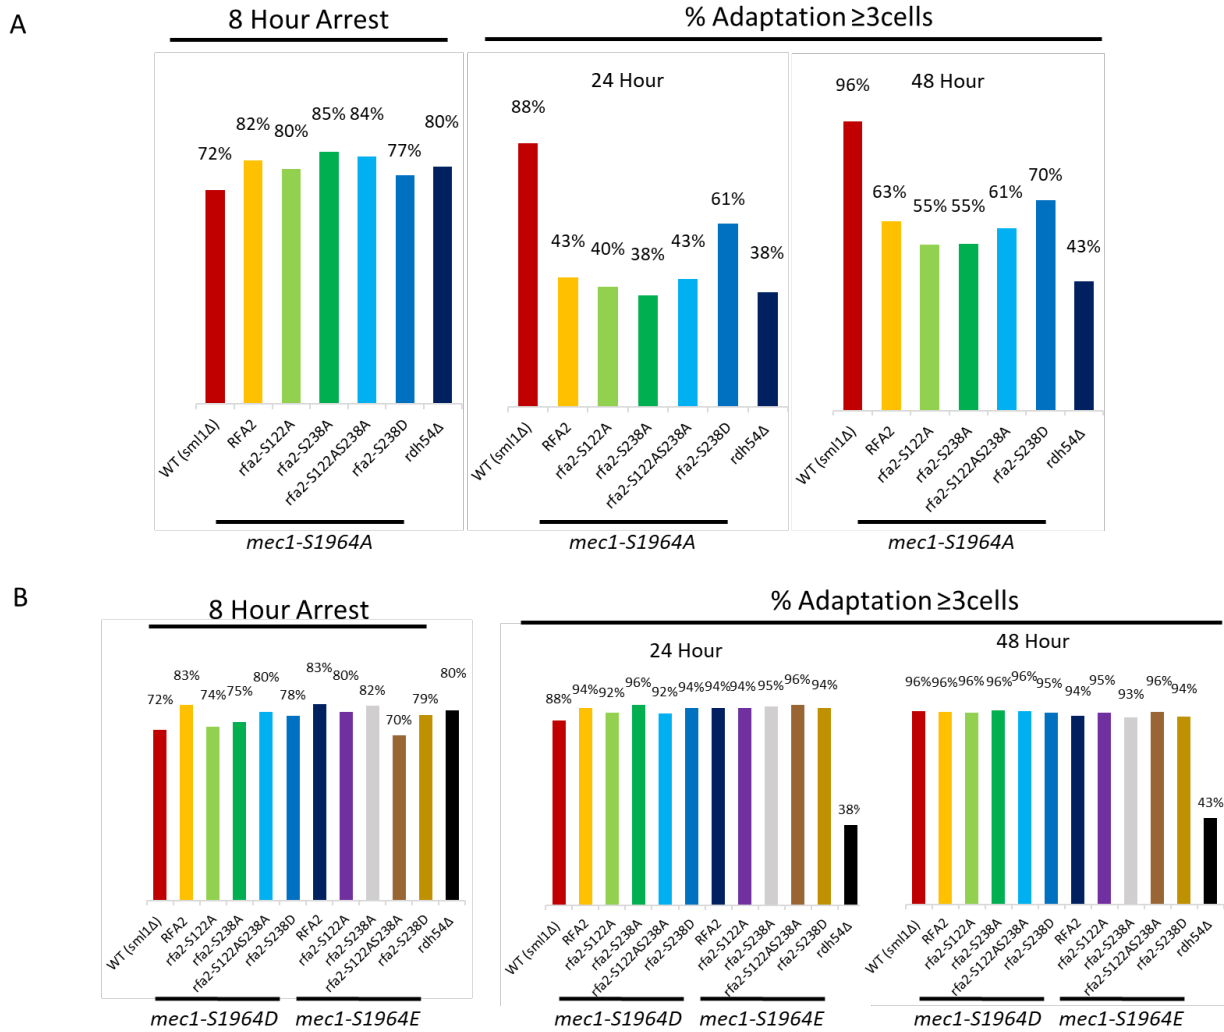 A
8 Hour Arrest
% Adaptation ≥3cells
24 Hour
48 Hour
72%
82%
80%
85%
84%
77%
80%
88%
43%
40%
38%
43%
61%
38%
96%
63%
55%
55%
61%
70%
43%
WT (sml1Δ)
RFA2
rfa2-S122A
rfa2-S238A
rfa2-S122AS238A
rfa2-S238D
rdh54Δ
WT (sml1Δ)
RFA2
rfa2-S122A
rfa2-S238A
rfa2-S122AS238A
rfa2-S238D
rdh54Δ
WT (sml1Δ)
RFA2
rfa2-S122A
rfa2-S238A
rfa2-S122AS238A
rfa2-S238D
rdh54Δ
mec1-S1964A
mec1-S1964A
mec1-S1964A
B
8 Hour Arrest
% Adaptation ≥3cells
24 Hour
48 Hour
72%
83%
74%
75%
80%
78%
83%
80%
82%
70%
79%
80%
88%
94%
92%
96%
92%
94%
94%
94%
95%
96%
94%
38%
96%
96%
96%
96%
96%
95%
94%
95%
93%
96%
94%
43%
WT (sml1Δ)
RFA2
rfa2-S122A
rfa2-S238A
rfa2-S122AS238A
rfa2-S238D
RFA2
rfa2-S122A
rfa2-S238A
rfa2-S122AS238A
rfa2-S238D
rdh54Δ
WT (sml1Δ)
RFA2
rfa2-S122A
rfa2-S238A
rfa2-S122AS238A
rfa2-S238D
RFA2
rfa2-S122A
rfa2-S238A
rfa2-S122AS238A
rfa2-S238D
rdh54Δ
WT (sml1Δ)
RFA2
rfa2-S122A
rfa2-S238A
rfa2-S122AS238A
rfa2-S238D
RFA2
rfa2-S122A
rfa2-S238A
rfa2-S122AS238A
rfa2-S238D
rdh54Δ
mec1-S1964D
mec1-S1964E
mec1-S1964D
mec1-S1964E
mec1-S1964D
mec1-S1964E